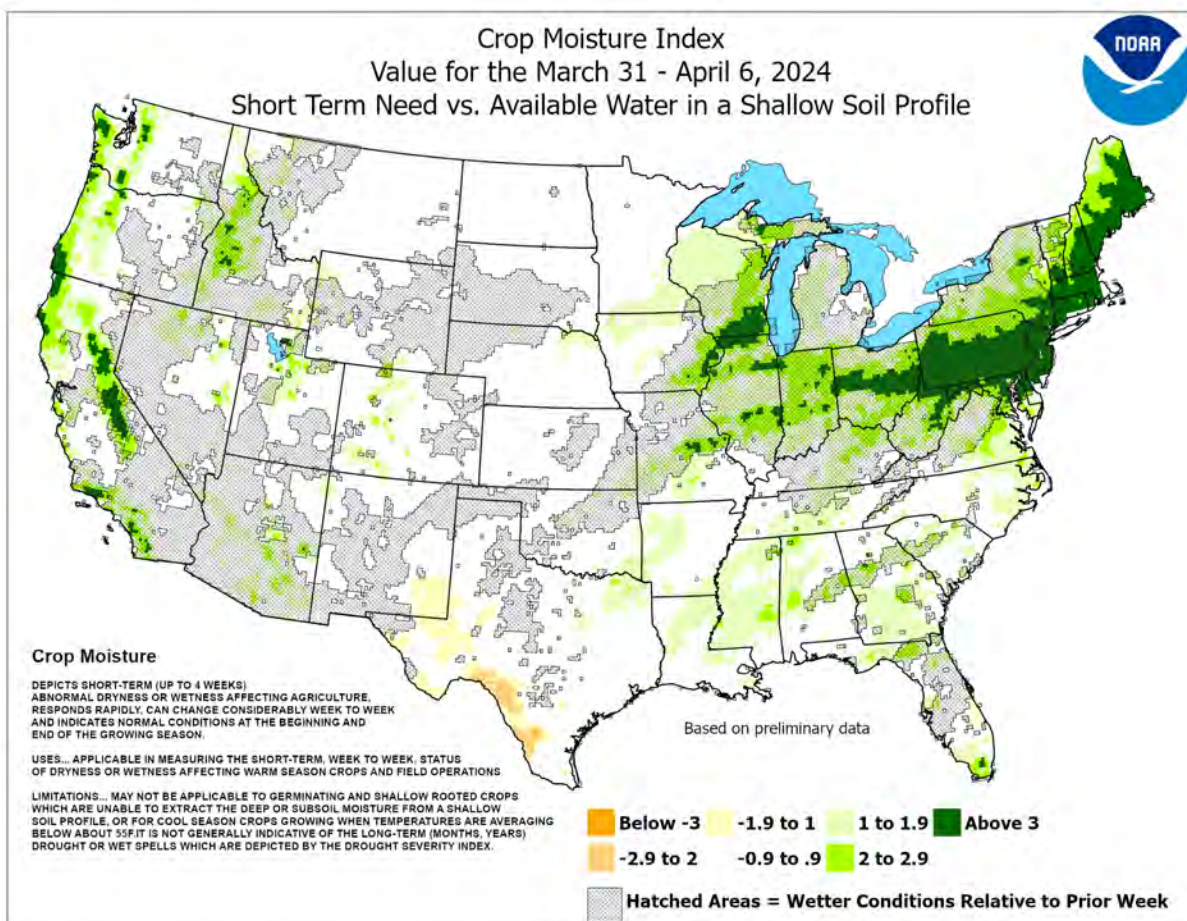 Crop Moisture Index
Value for the March 31 - April 6, 2024
Short Term Need vs. Available Water in a Shallow Soil Profile
NOAA
Crop Moisture
DEPICTS SHORT-TERM (UP TO 4 WEEKS)
ABNORMAL DRYNESS OR WETNESS AFFECTING AGRICULTURE,
RESPONDS RAPIDLY, CAN CHANGE CONSIDERABLY WEEK TO WEEK
AND INDICATES NORMAL CONDITIONS AT THE BEGINNING AND
END OF THE GROWING SEASON.
USES... APPLICABLE IN MEASURING THE SHORT-TERM, WEEK TO WEEK, STATUS
OF DRYNESS OR WETNESS AFFECTING WARM SEASON CROPS AND FIELD OPERATIONS
LIMITATIONS... MAY NOT BE APPLICABLE TO GERMINATING AND SHALLOW ROOTED CROPS
WHICH ARE UNABLE TO EXTRACT THE DEEP OR SUBSOIL MOISTURE FROM A SHALLOW
SOIL PROFILE, OR FOR COOL SEASON CROPS GROWING WHEN TEMPERATURES ARE AVERAGING
BELOW ABOUT 55F.IT IS NOT GENERALLY INDICATIVE OF THE LONG-TERM (MONTHS, YEARS)
DROUGHT OR WET SPELLS WHICH ARE DEPICTED BY THE DROUGHT SEVERITY INDEX.
Based on preliminary data
Below -3 -1.9 to 1 1 to 1.9 Above 3
-2.9 to 2 -0.9 to .9 2 to 2.9
Hatched Areas = Wetter Conditions Relative to Prior Week